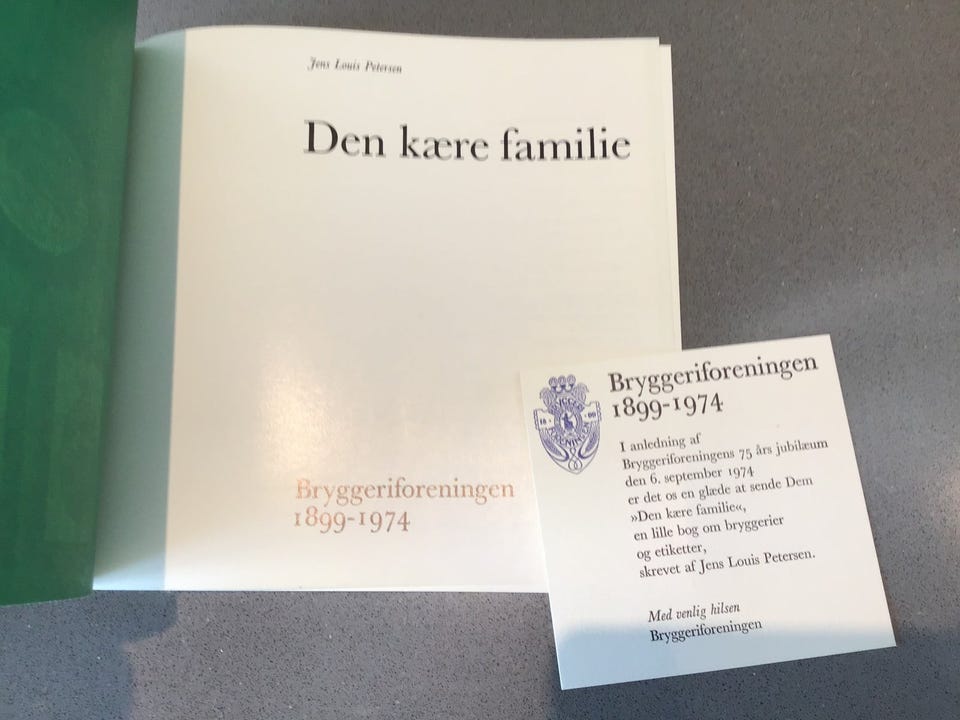 Jens Louis Petersen
Den kære familie
Bryggeriforeningen
1899-1974
Bryggeriforeningen
1899-1974
I anledning af
Bryggeriforeningens 75 års jubilæum
den 6. september 1974
er det os en glæde at sende Dem
»Den kære familie«,
en lille bog om bryggerier
og etiketter,
skrevet af Jens Louis Petersen.
Med venlig hilsen
Bryggeriforeningen